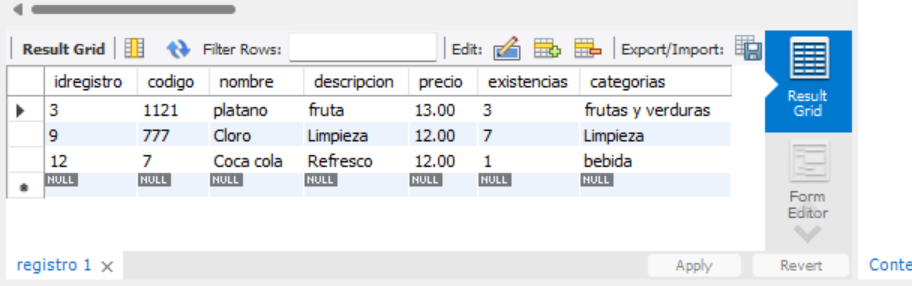 Result Grid Filter Rows: Edit: Export/Import:
idregistro codigo nombre descripcion precio existencias categorias
3 1121 platano fruta 13.00 3 frutas y verduras
9 777 Cloro Limpieza 12.00 7 Limpieza
12 7 Coca cola Refresco 12.00 1 bebida
NULL NULL NULL NULL NULL NULL NULL
Result
Grid
Form
Editor
registro 1 Apply Revert